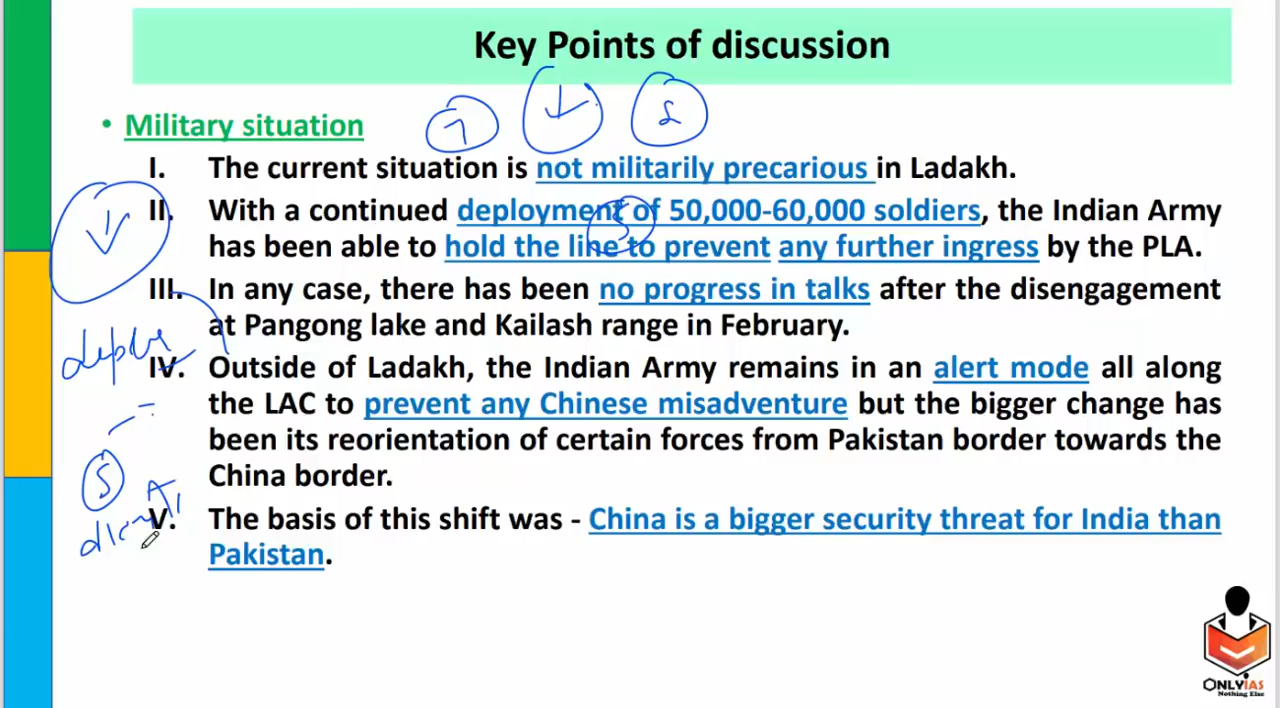 Key Points of discussion
• Military situation
I. The current situation is not militarily precarious in Ladakh.
II. With a continued deployment of 50,000-60,000 soldiers, the Indian Army
has been able to hold the line to prevent any further ingress by the PLA.
III. In any case, there has been no progress in talks after the disengagement
at Pangong lake and Kailash range in February.
IV. Outside of Ladakh, the Indian Army remains in an alert mode all along
the LAC to prevent any Chinese misadventure but the bigger change has
been its reorientation of certain forces from Pakistan border towards the
China border.
V. The basis of this shift was - China is a bigger security threat for India than
Pakistan.
ONLYIAS
Nothing Else